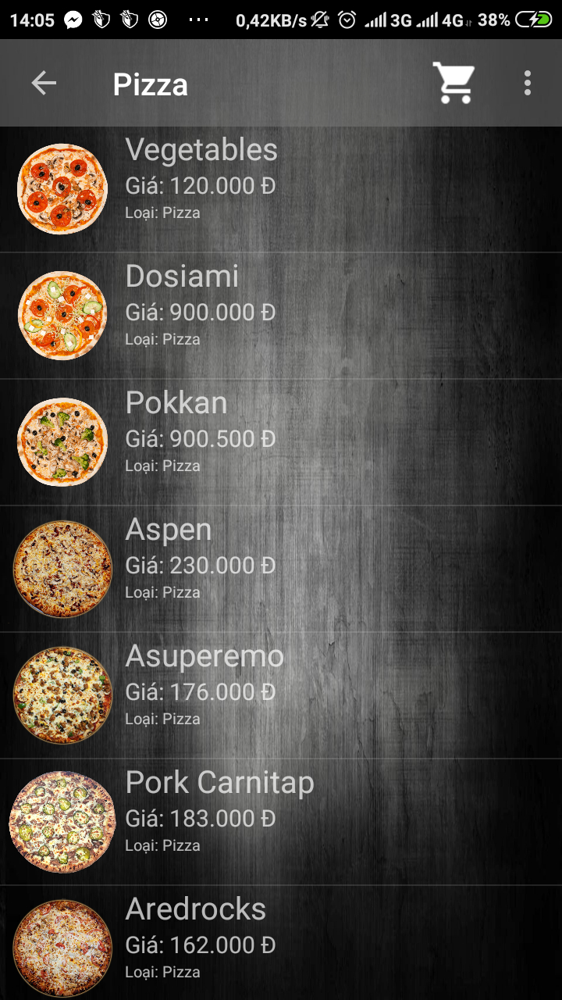 14:05 ... 0,42KB/s 3G 4G 38%
Pizza
Vegetables
Giá: 120.000 Đ
Loại: Pizza
Dosiami
Giá: 900.000 Đ
Loại: Pizza
Pokkan
Giá: 900.500 Đ
Loại: Pizza
Aspen
Giá: 230.000 Đ
Loại: Pizza
Asuperemo
Giá: 176.000 Đ
Loại: Pizza
Pork Carnitap
Giá: 183.000 Đ
Loại: Pizza
Aredrocks
Giá: 162.000 Đ
Loại: Pizza